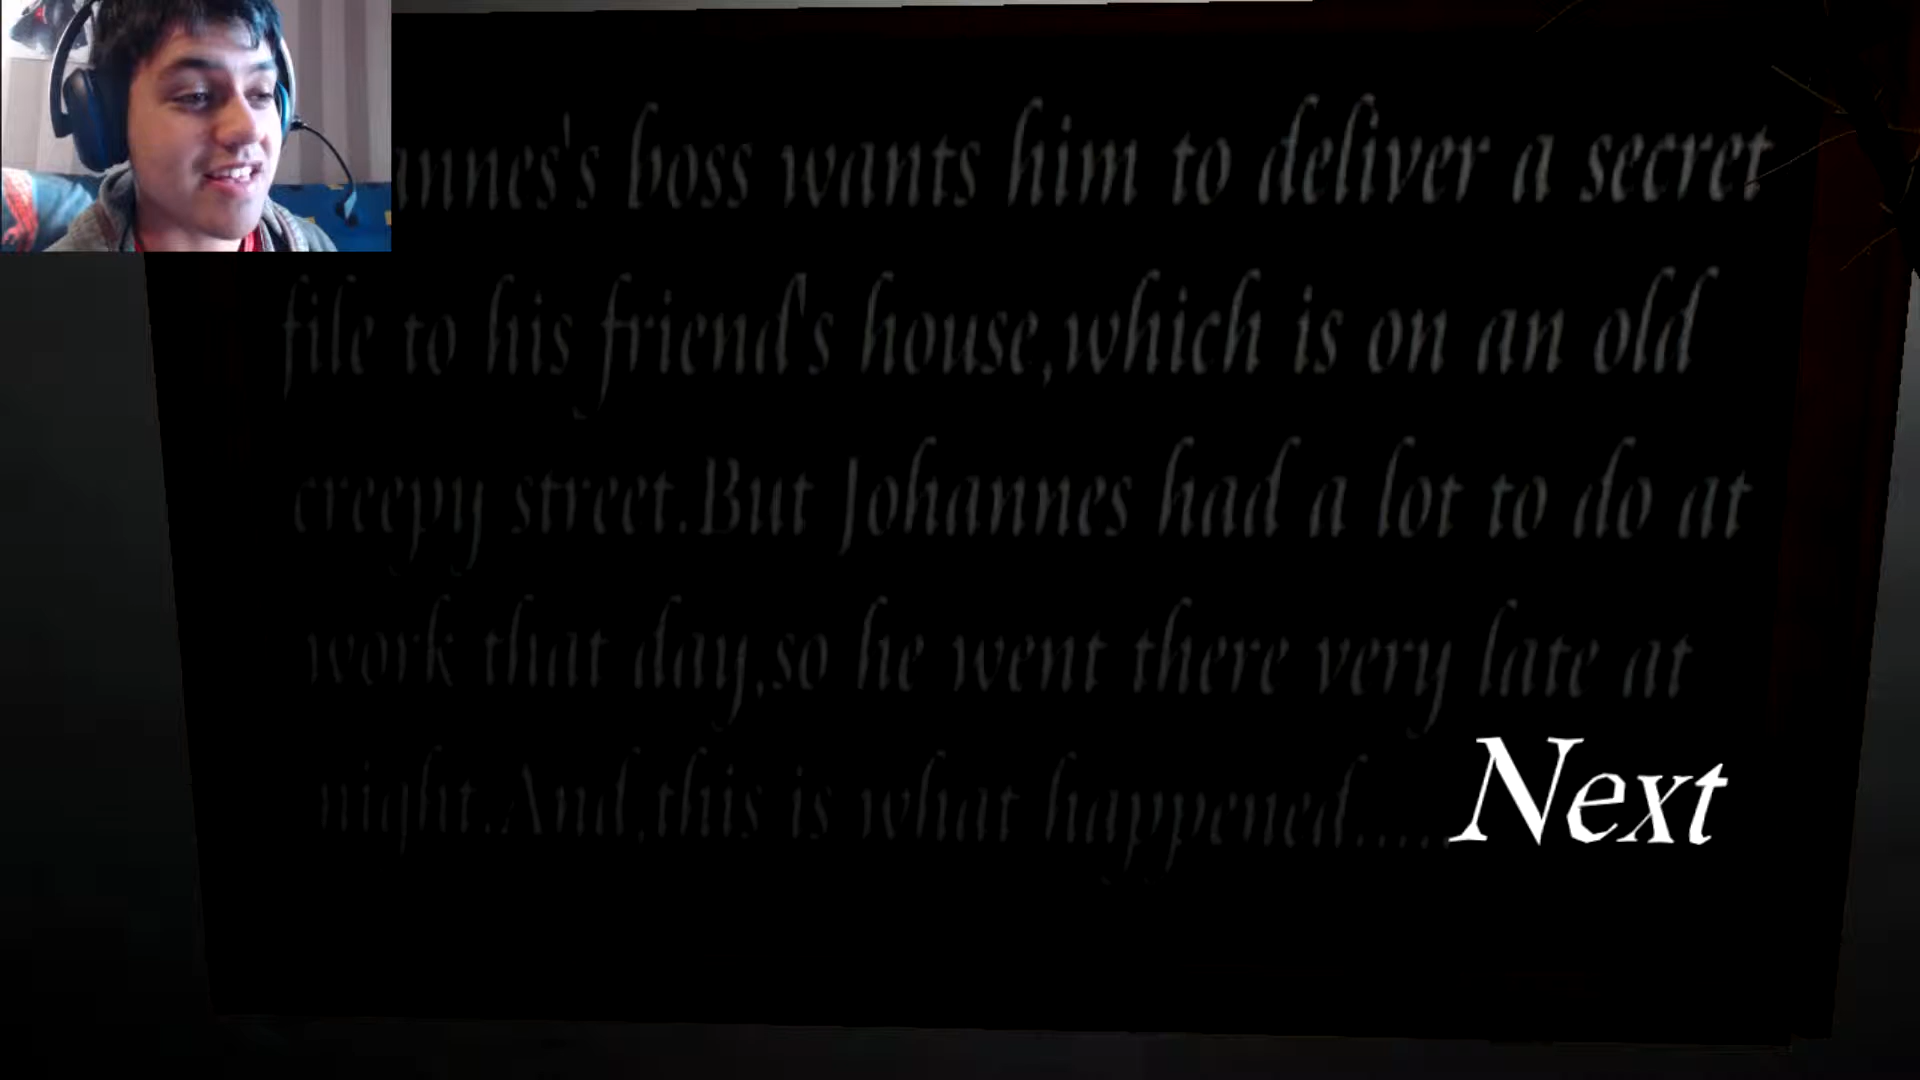 annes's boss wants him to deliver a secret
file to his friend's house,which is on an old
creepy street.But Johannes had a lot to do at
work that day,so he went there very late at
night.And,this is what happened.....
Next